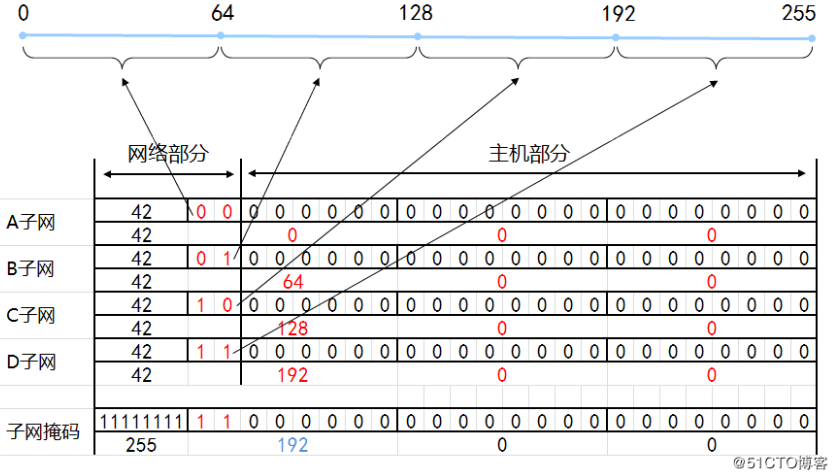 0 64 128 192 255
网络部分 主机部分
A子网 42 0 0 0 0 0 0 0 0 0 0 0 0 0 0 0 0 0 0 0 0 0 0 0 0
42 0 0 0
B子网 42 0 1 0 0 0 0 0 0 0 0 0 0 0 0 0 0 0 0 0 0 0 0 0 0
42 64 0 0
C子网 42 1 0 0 0 0 0 0 0 0 0 0 0 0 0 0 0 0 0 0 0 0 0 0 0
42 128 0 0
D子网 42 1 1 0 0 0 0 0 0 0 0 0 0 0 0 0 0 0 0 0 0 0 0 0 0
42 192 0 0
子网掩码 11111111 1 1 0 0 0 0 0 0 0 0 0 0 0 0 0 0 0 0 0 0 0 0 0 0
255 192 0 0
@51CTO博客